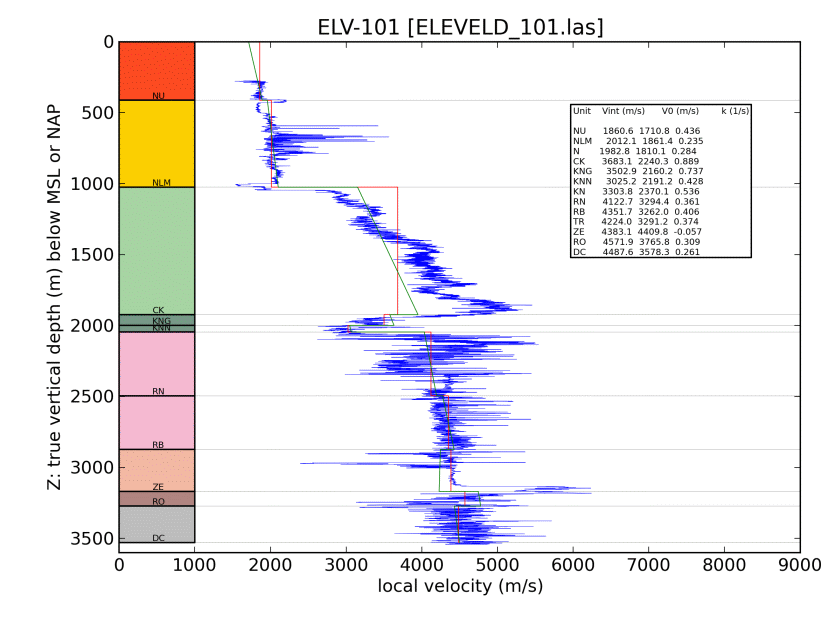 ELV-101 [ELEVELD_101.las]
0
500
1000
1500
2000
2500
3000
3500
Z: true vertical depth (m) below MSL or NAP
NU
NLM
CK
KNG
KNN
RN
RB
ZE
RO
DC
Unit Vint (m/s) V0 (m/s) k (1/s)
NU 1860.6 1710.8 0.436
NLM 2012.1 1861.4 0.235
N 1982.8 1810.1 0.284
CK 3683.1 2240.3 0.889
KNG 3502.9 2160.2 0.737
KNN 3025.2 2191.2 0.428
KN 3303.8 2370.1 0.536
RN 4122.7 3294.4 0.361
RB 4351.7 3262.0 0.406
TR 4224.0 3291.2 0.374
ZE 4383.1 4409.8 -0.057
RO 4571.9 3765.8 0.309
DC 4487.6 3578.3 0.261
0 1000 2000 3000 4000 5000 6000 7000 8000 9000
local velocity (m/s)